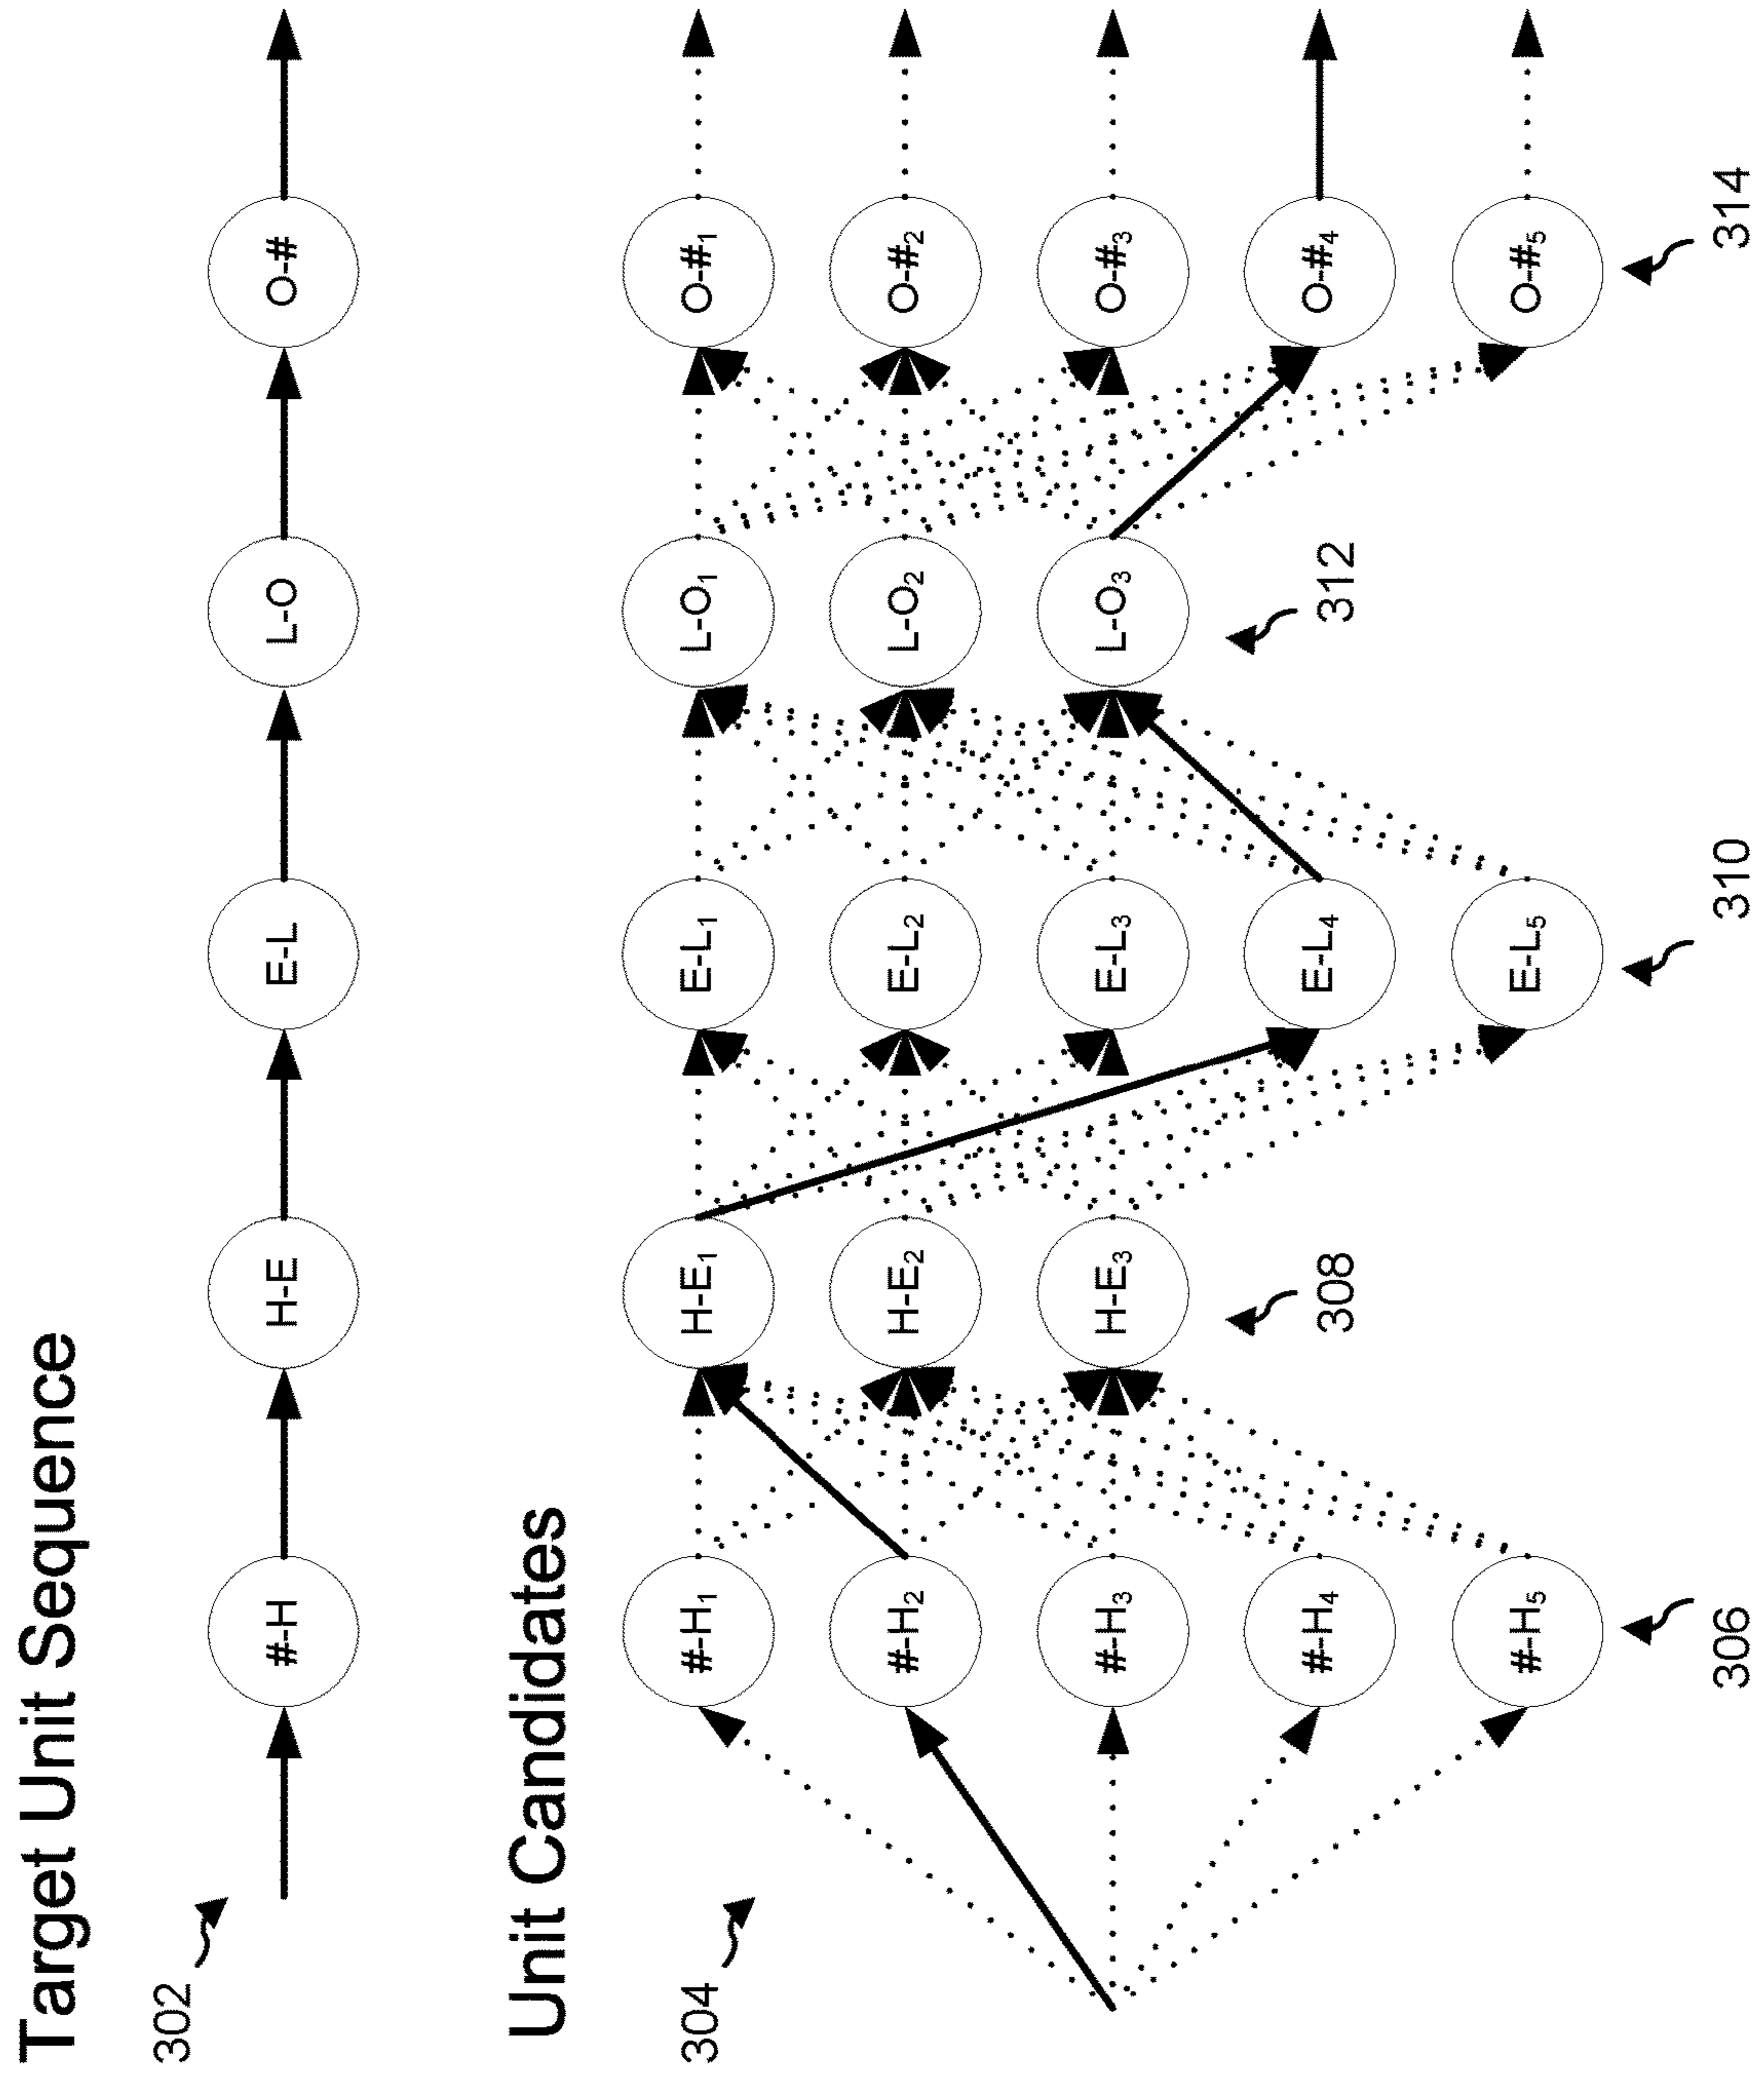 Target Unit Sequence
302
#-H
H-E
E-L
L-O
O-#
Unit Candidates
304
#-H₁
H-E₁
E-L₁
L-O₁
O-#₁
#-H₂
H-E₂
E-L₂
L-O₂
O-#₂
#-H₃
H-E₃
E-L₃
L-O₃
O-#₃
#-H₄
E-L₄
O-#₄
308
312
#-H₅
E-L₅
O-#₅
306
310
314